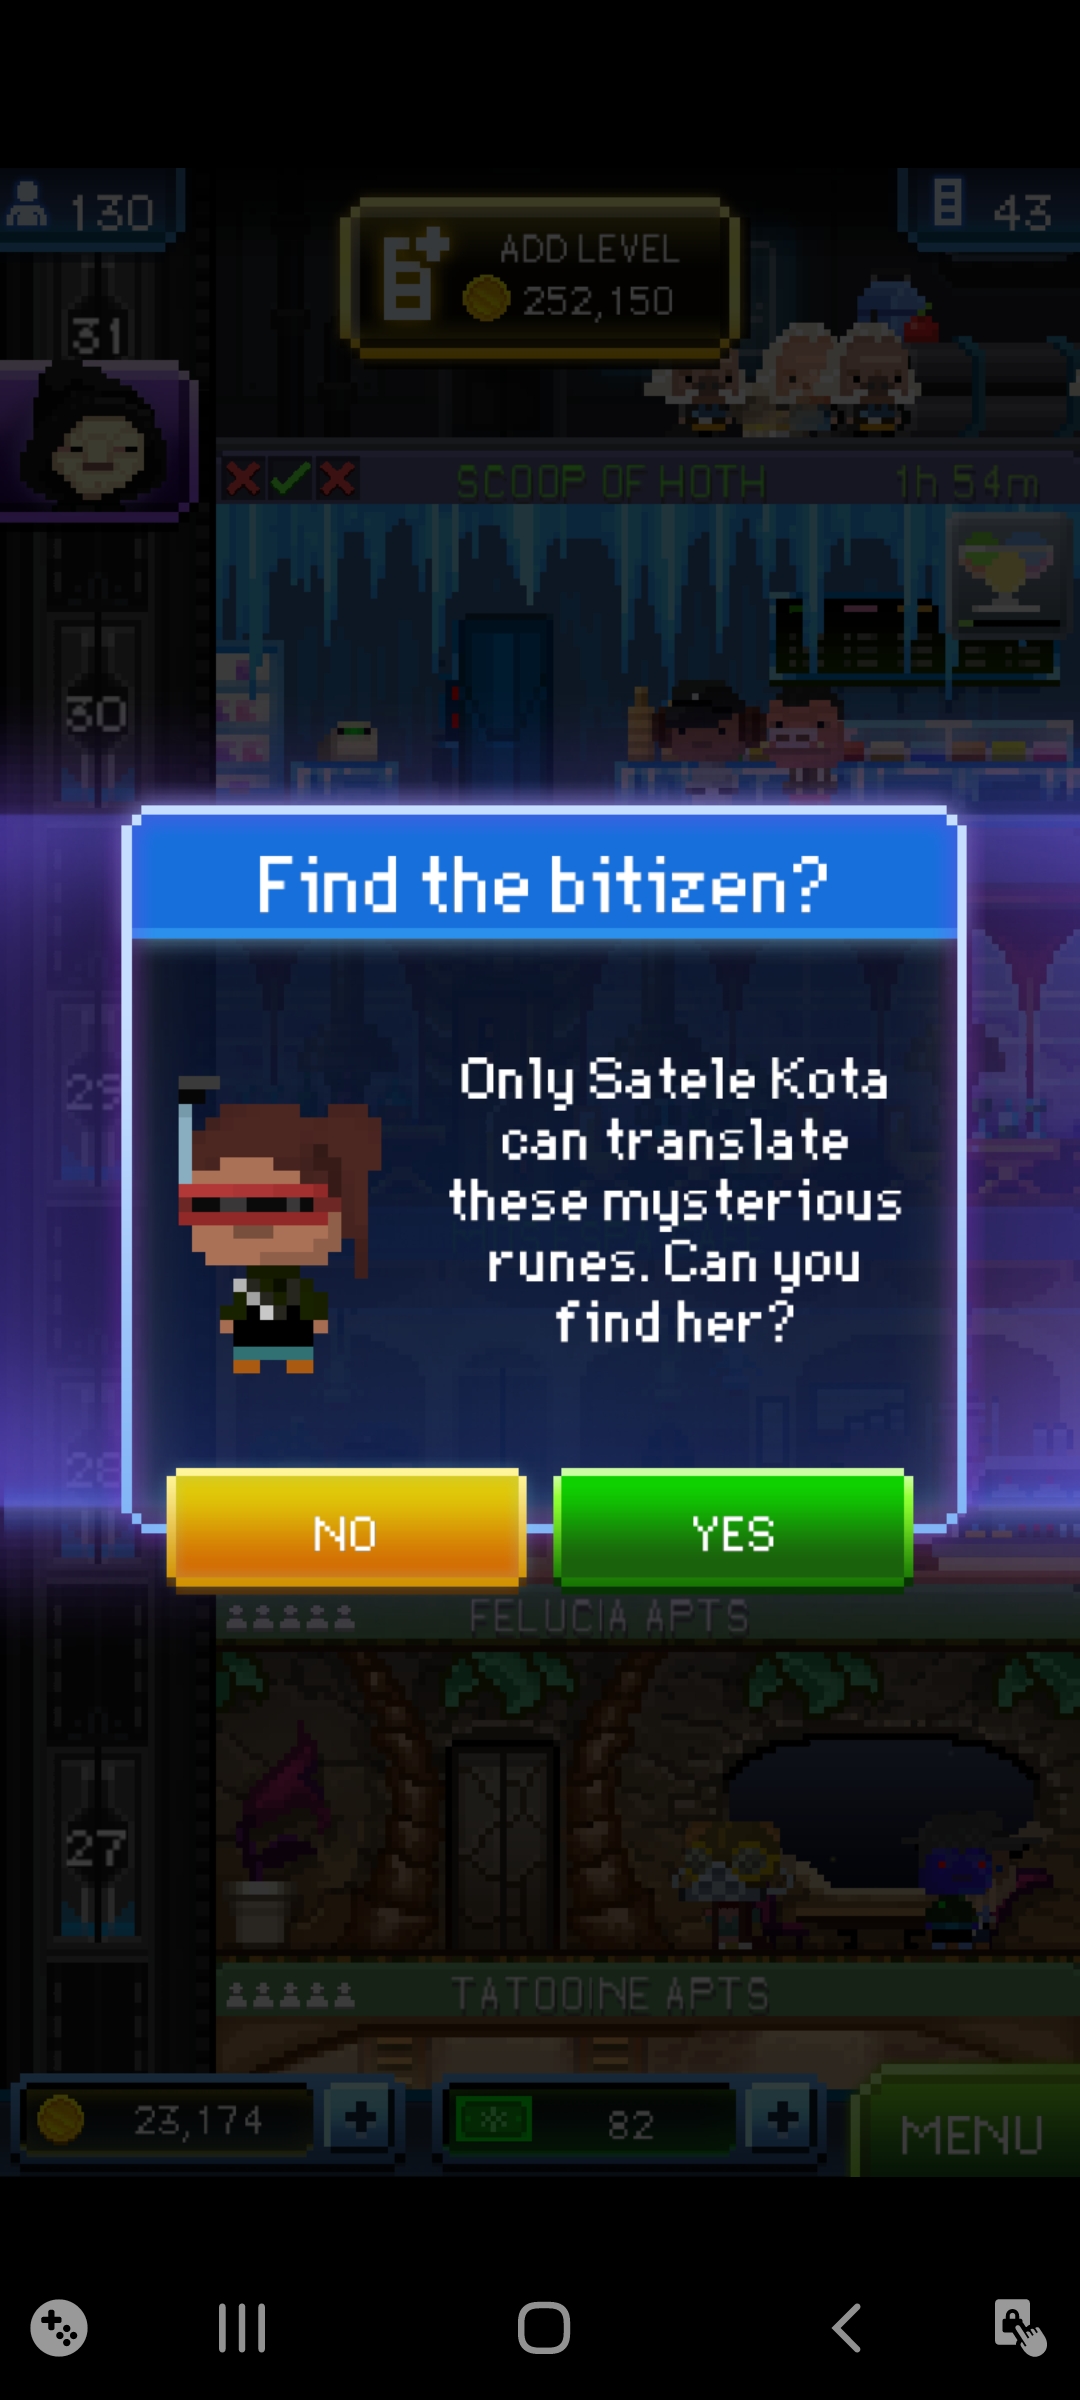 130
ADD LEVEL
252,150
43
31
SCOOP OF HOTH
1h 54m
30
Find the bitizen?
29
Only Satele Kota
can translate
these mysterious
runes. Can you
find her?
28
NO
YES
FELUCIA APTS
27
TATOOINE APTS
23,174
82
MENU